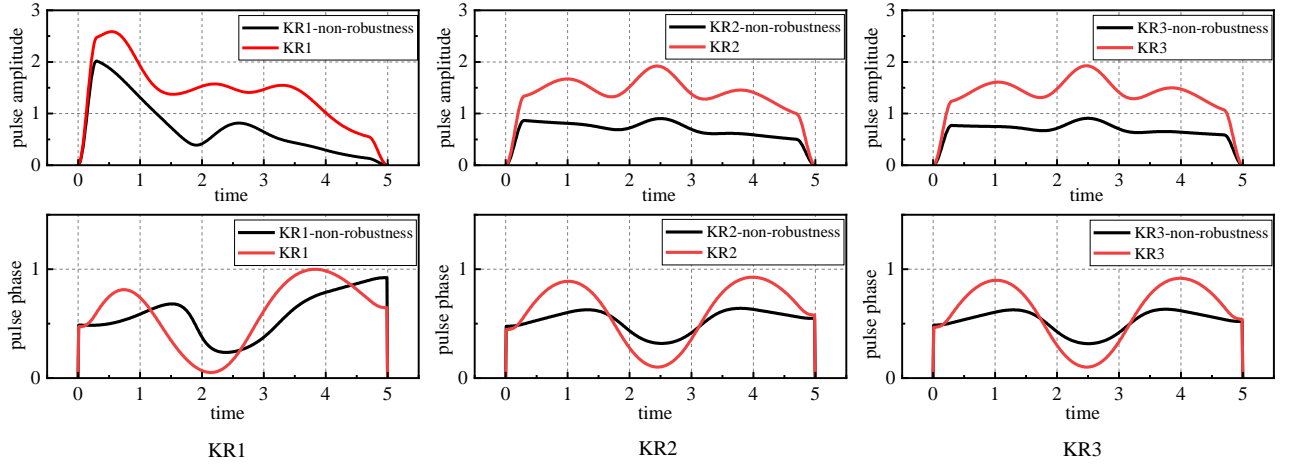 pulse amplitude
3
2
1
0
KR1-non-robustness
KR1
0 1 2 3 4 5
time
pulse amplitude
3
2
1
0
KR2-non-robustness
KR2
0 1 2 3 4 5
time
pulse amplitude
3
2
1
0
KR3-non-robustness
KR3
0 1 2 3 4 5
time
pulse phase
1
0
KR1-non-robustness
KR1
0 1 2 3 4 5
time
pulse phase
1
0
KR2-non-robustness
KR2
0 1 2 3 4 5
time
pulse phase
1
0
KR3-non-robustness
KR3
0 1 2 3 4 5
time
KR1
KR2
KR3